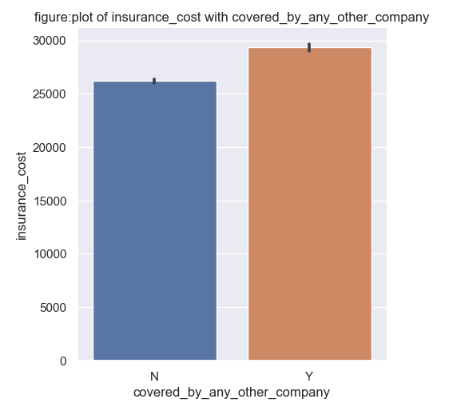 figure:plot of insurance_cost with covered_by_any_other_company
30000
25000
20000
15000
10000
5000
0
insurance_cost
N Y
covered_by_any_other_company